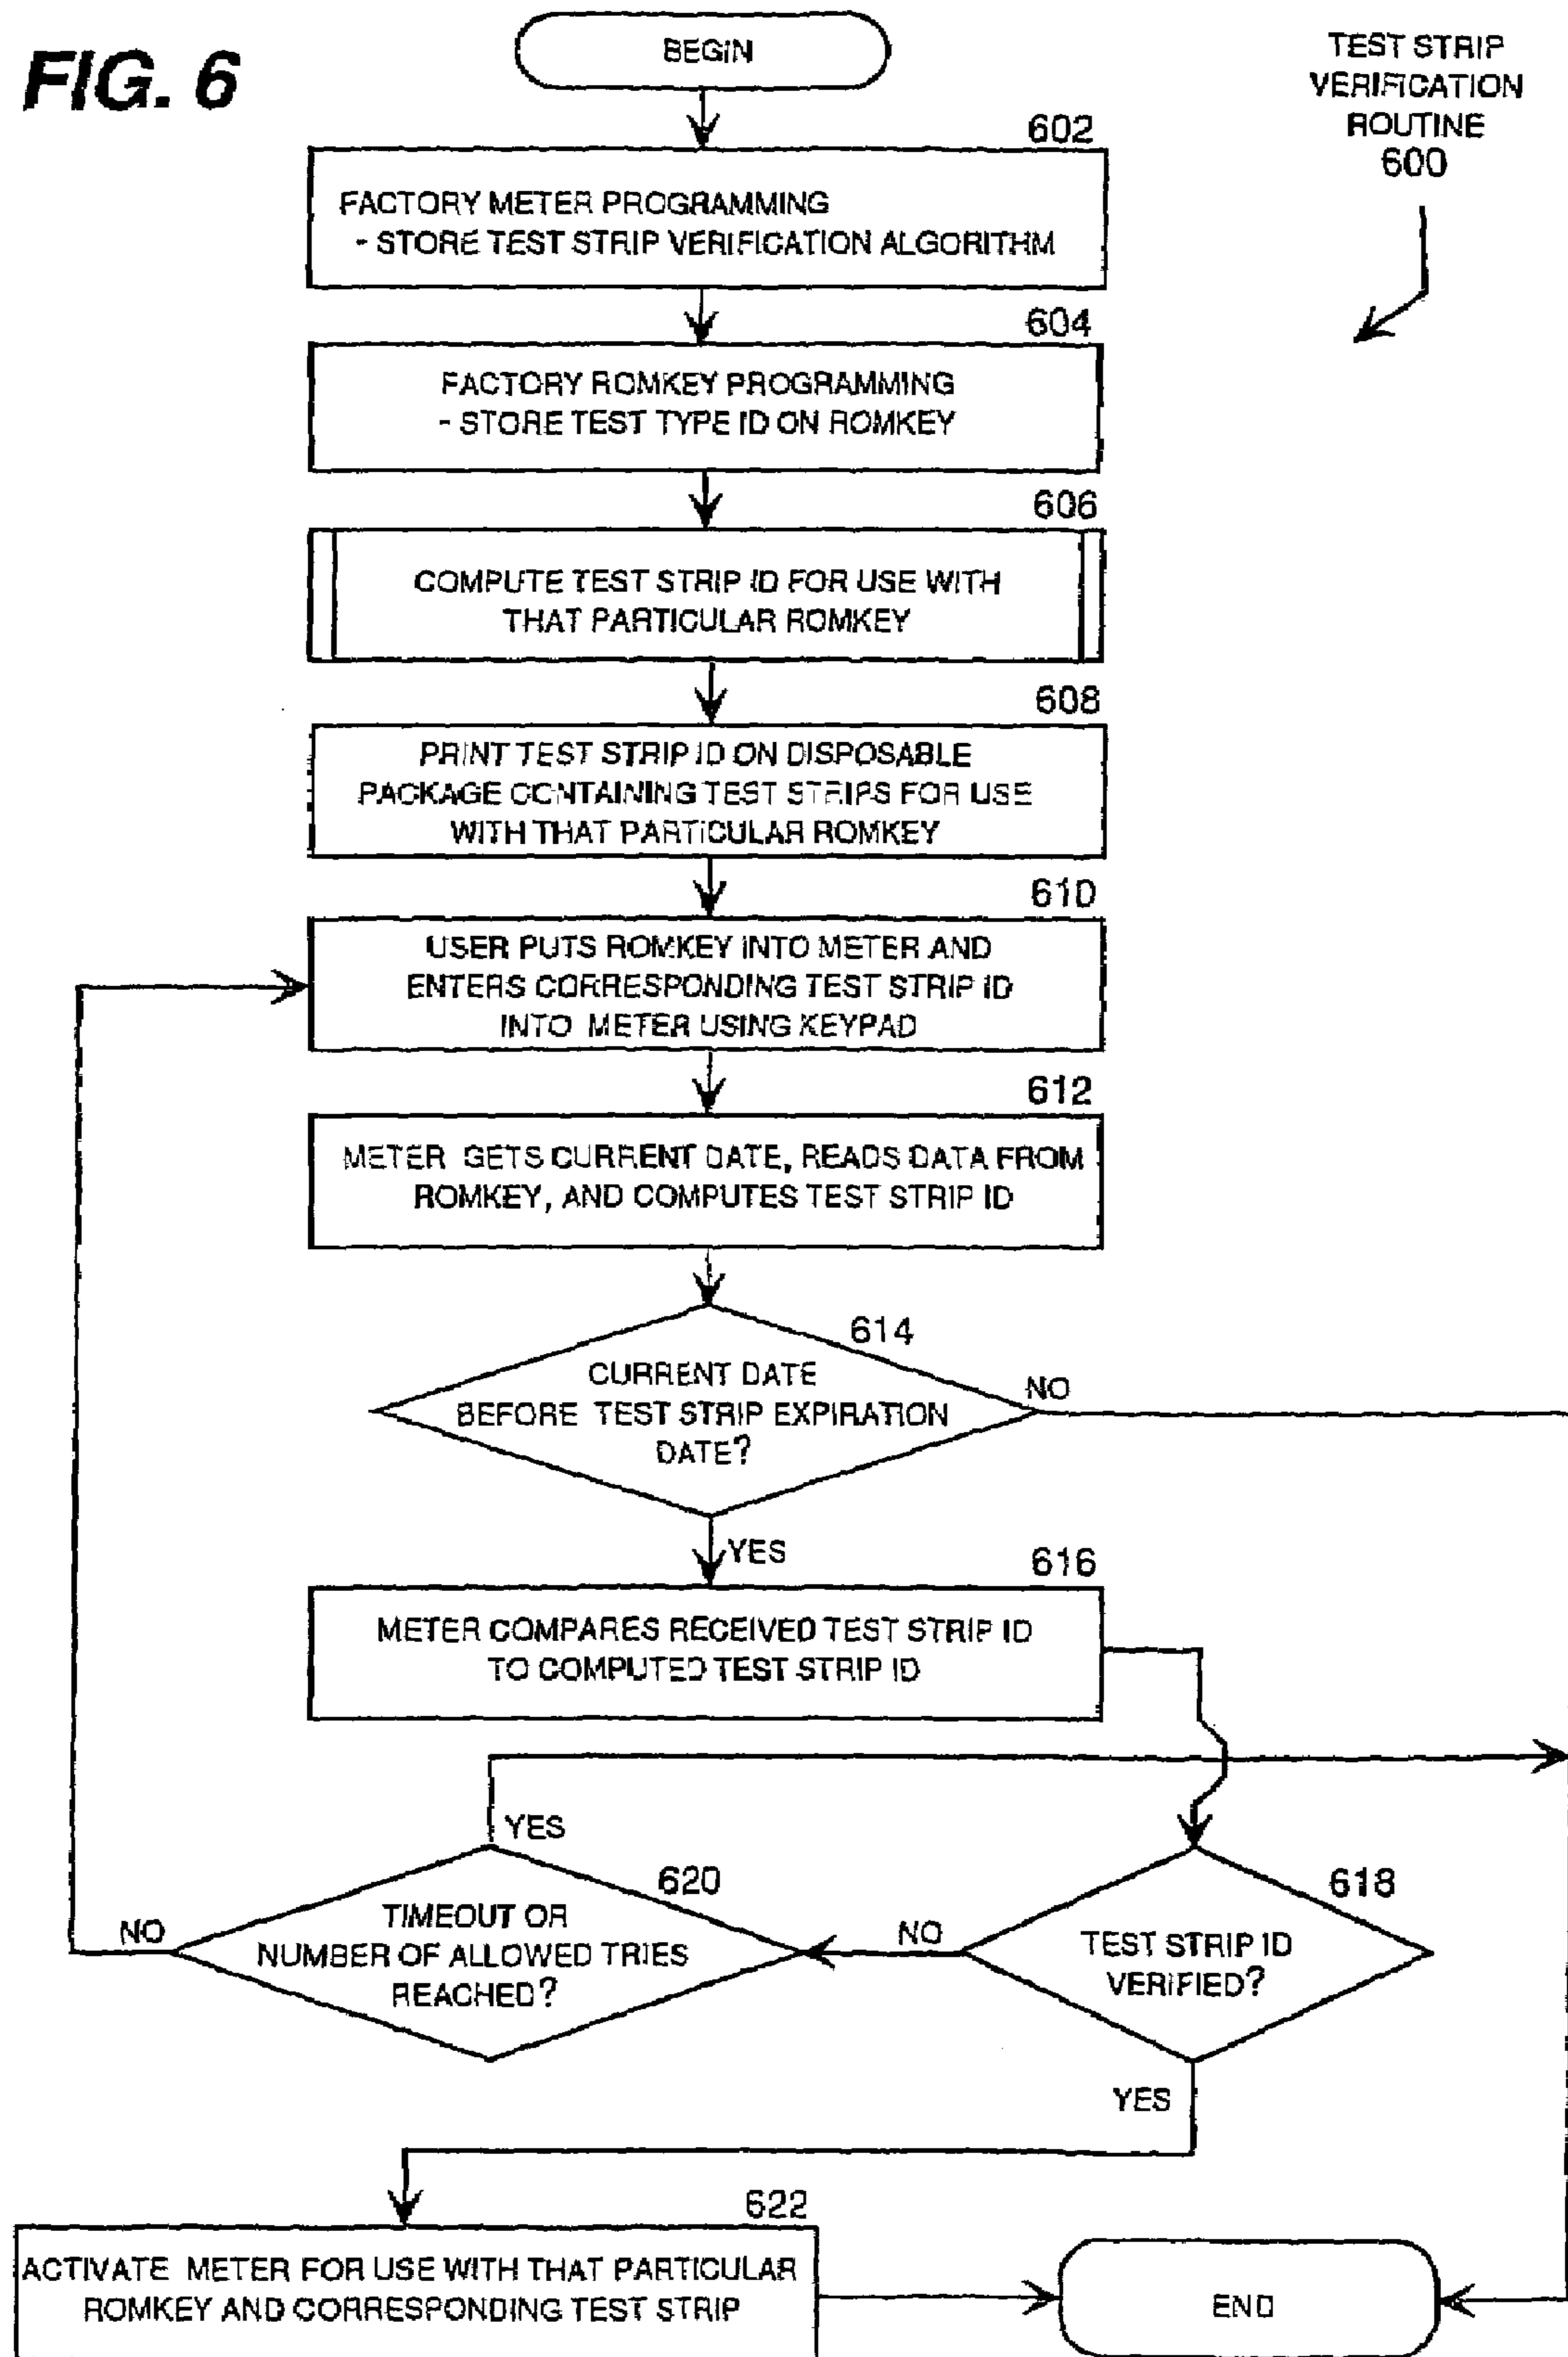 FIG. 6
BEGIN
TEST STRIP
VERIFICATION
ROUTINE
600
602
FACTORY METER PROGRAMMING
- STORE TEST STRIP VERIFICATION ALGORITHM
604
FACTORY ROMKEY PROGRAMMING
- STORE TEST TYPE ID ON ROMKEY
606
COMPUTE TEST STRIP ID FOR USE WITH
THAT PARTICULAR ROMKEY
608
PRINT TEST STRIP ID ON DISPOSABLE
PACKAGE CONTAINING TEST STRIPS FOR USE
WITH THAT PARTICULAR ROMKEY
610
USER PUTS ROMKEY INTO METER AND
ENTERS CORRESPONDING TEST STRIP ID
INTO METER USING KEYPAD
612
METER GETS CURRENT DATE, READS DATA FROM
ROMKEY, AND COMPUTES TEST STRIP ID
614
CURRENT DATE
BEFORE TEST STRIP EXPIRATION
DATE?
NO
YES
616
METER COMPARES RECEIVED TEST STRIP ID
TO COMPUTED TEST STRIP ID
YES
620
TIMEOUT OR
NUMBER OF ALLOWED TRIES
REACHED?
NO
NO
618
TEST STRIP ID
VERIFIED?
YES
622
ACTIVATE METER FOR USE WITH THAT PARTICULAR
ROMKEY AND CORRESPONDING TEST STRIP
END